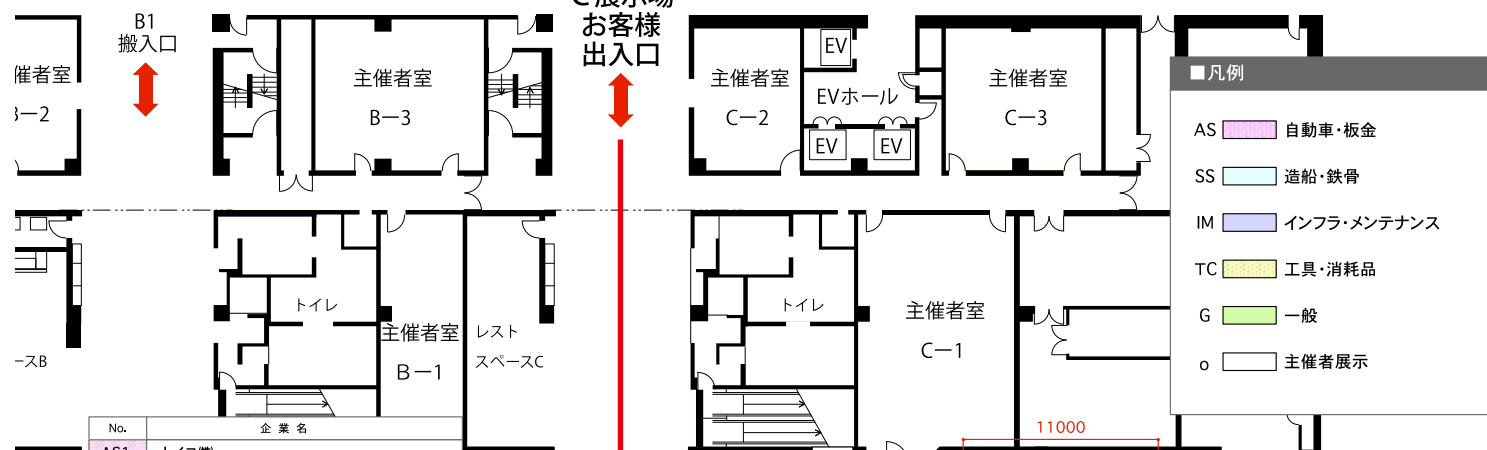 B1
搬入口
お客様
出入口
催者室
主催者室
B－3
主催者室
C－2
EV
EVホール
EV
EV
主催者室
C－3
■凡例
AS 自動車・板金
SS 造船・鉄骨
IM インフラ・メンテナンス
TC 工具・消耗品
G 一般
o 主催者展示
トイレ
主催者室
B－1
レスト
スペースC
トイレ
主催者室
C－1
スB
11000
No. 企業名